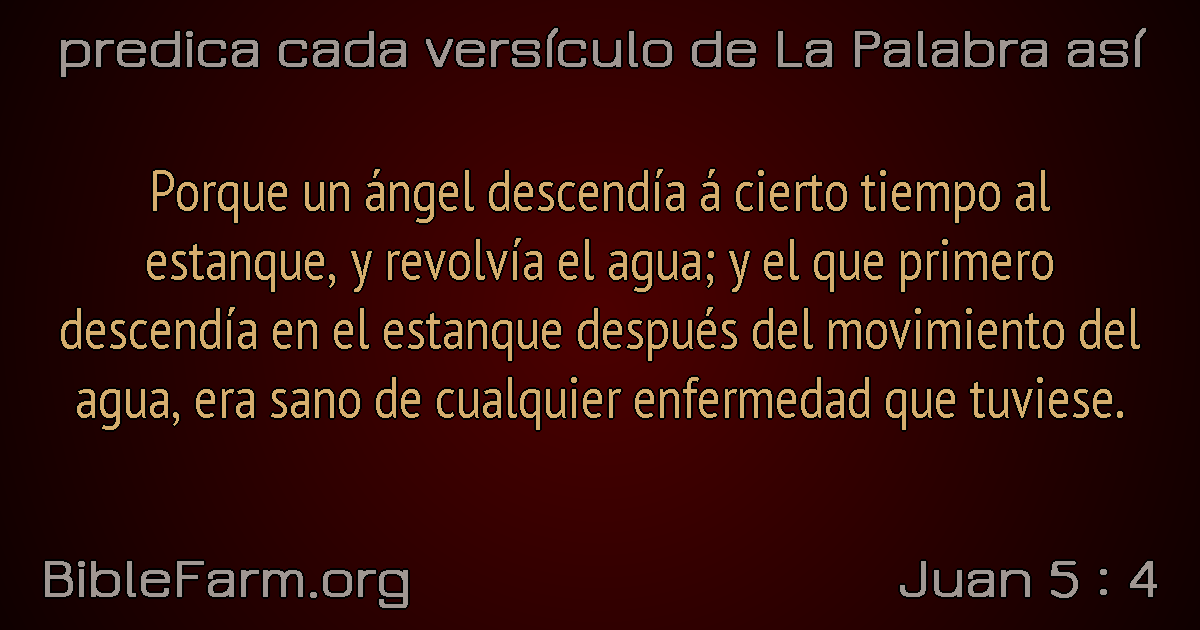 predica cada versículo de La Palabra así
Porque un ángel descendía á cierto tiempo al
estanque, y revolvía el agua; y el que primero
descendía en el estanque después del movimiento del
agua, era sano de cualquier enfermedad que tuviese.
BibleFarm.org
Juan 5 : 4